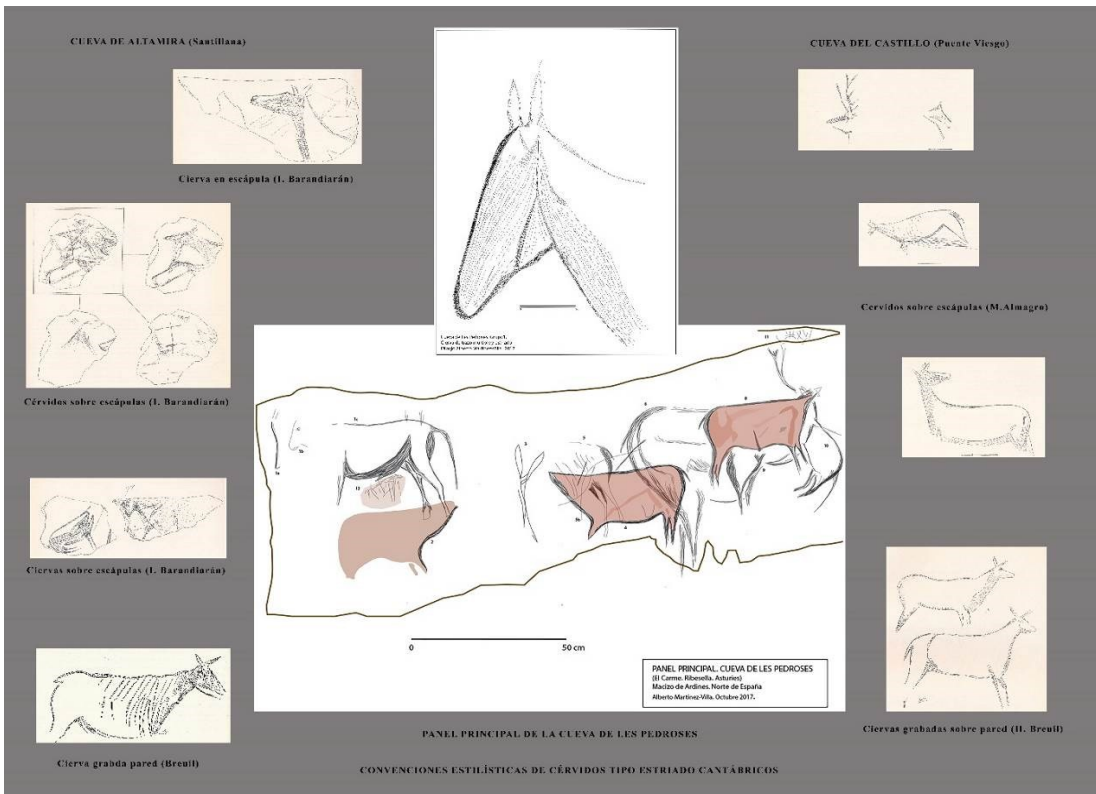 CUEVA DE ALTAMIRA (Santillana)
Cierva en escápula (I. Barandiarán)
Cérvidos sobre escápulas (I. Barandiarán)
Ciervas sobre escápulas (I. Barandiarán)
Cierva grabda pared (Breuil)
CUEVA DEL CASTILLO (Puente Viesgo)
Cervidos sobre escápulas (M.Almagro)
Ciervas grabadas sobre pared (H. Breuil)
0 50 cm
PANEL PRINCIPAL. CUEVA DE LES PEDROSES
(El Carme. Ribesella. Asturies)
Macizo de Ardines. Norte de España
Alberto Martínez-Villa. Octubre 2017.
PANEL PRINCIPAL DE LA CUEVA DE LES PEDROSES
CONVENCIONES ESTILÍSTICAS DE CÉRVIDOS TIPO ESTRIADO CANTÁBRICOS